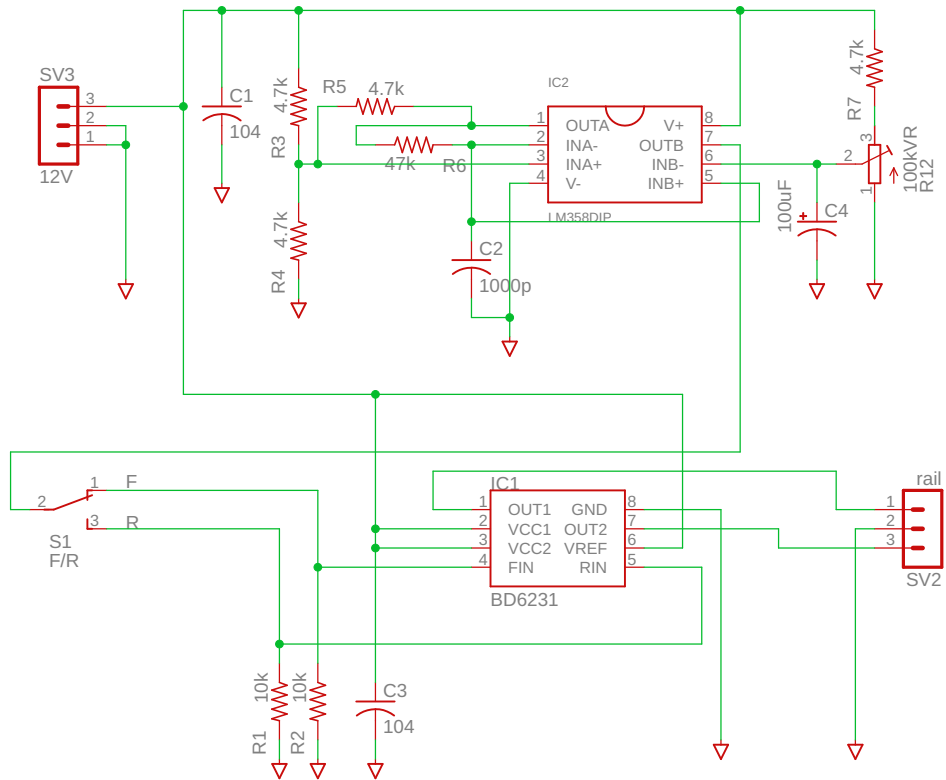 SV3
3
2
1
12V
C1
104
4.7k
R3
R5
4.7k
47k
R6
4.7k
R4
IC2
1
2
3
4
OUTA
INA-
INA+
V-
V+
OUTB
INB-
INB+
8
7
6
5
LM358DIP
C2
1000p
100uF
+
C4
4.7k
R7
3
2
1
100kVR
R12
2
1
3
F
R
S1
F/R
IC1
1
2
3
4
OUT1
VCC1
VCC2
FIN
GND
OUT2
VREF
RIN
8
7
6
5
BD6231
rail
1
2
3
SV2
10k
R1
10k
R2
C3
104